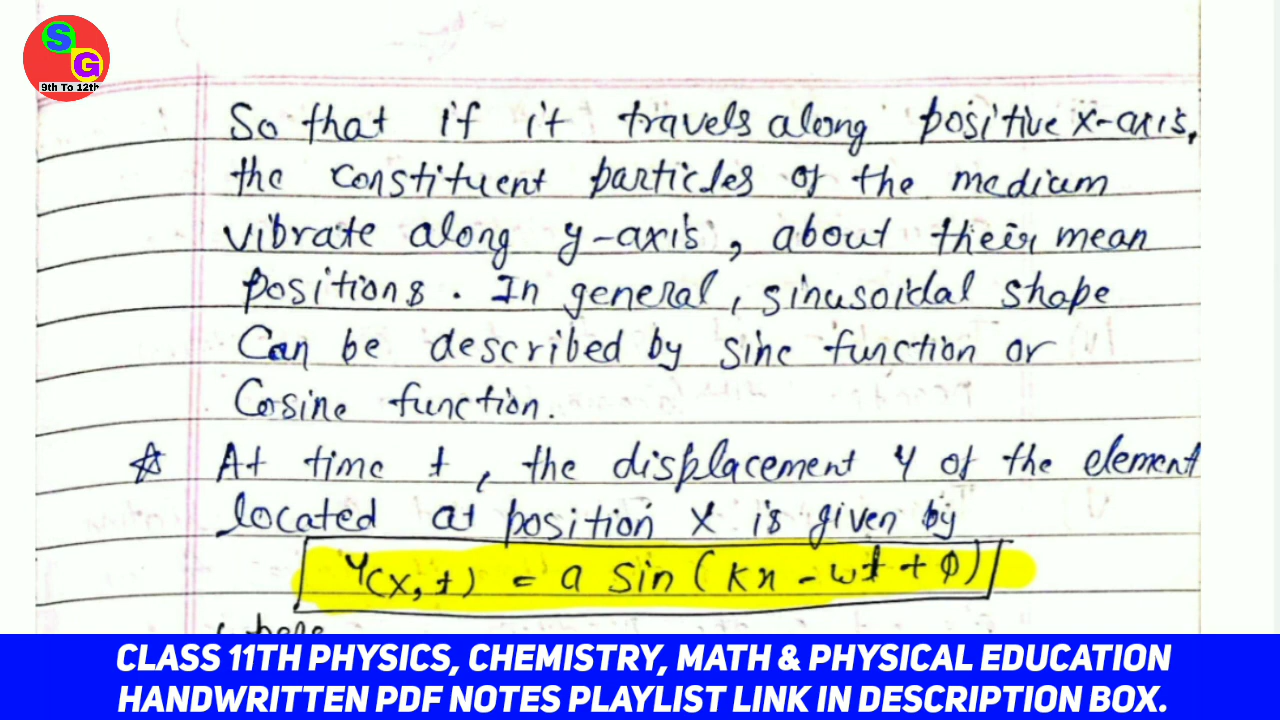 SG
9th To 12th
So that if it travels along positive x-axis,
the constituent particles of the medium
vibrate along y-axis, about their mean
positions. In general, sinusoidal shape
Can be described by sine function or
Cosine function.
☆ At time t, the displacement y of the element
located at position x is given by
y(x, t) = a sin (kx - ωt + φ)
where
CLASS 11TH PHYSICS, CHEMISTRY, MATH & PHYSICAL EDUCATION
HANDWRITTEN PDF NOTES PLAYLIST LINK IN DESCRIPTION BOX.